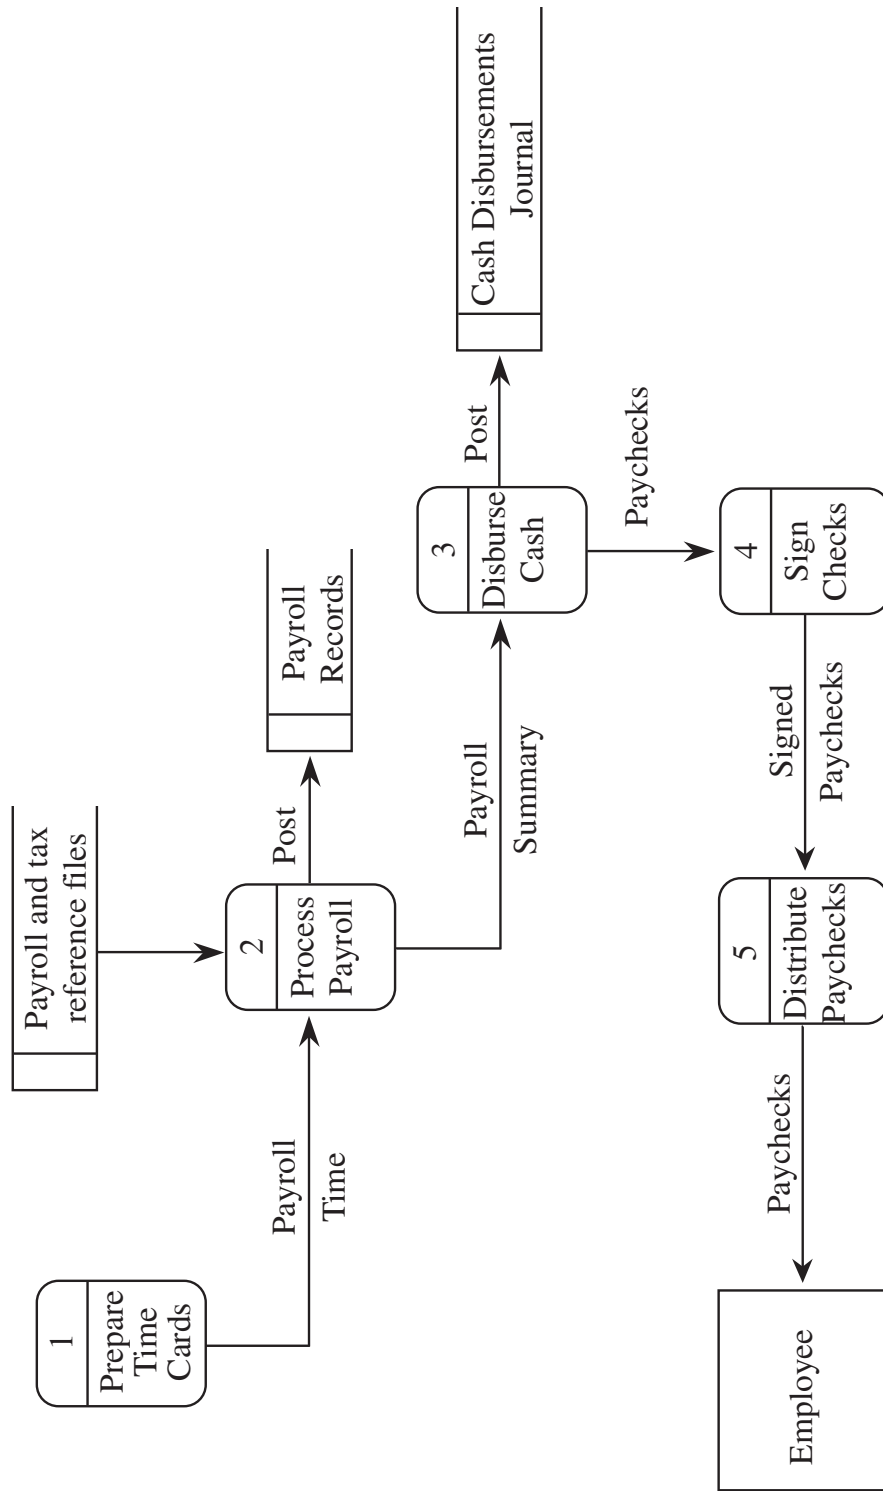 1
Prepare
Time
Cards
Payroll
Time
Payroll and tax
reference files
2
Process
Payroll
Post
Payroll
Records
Payroll
Summary
3
Disburse
Cash
Post
Cash Disbursements
Journal
Paychecks
4
Sign
Checks
Signed
Paychecks
5
Distribute
Paychecks
Paychecks
Employee